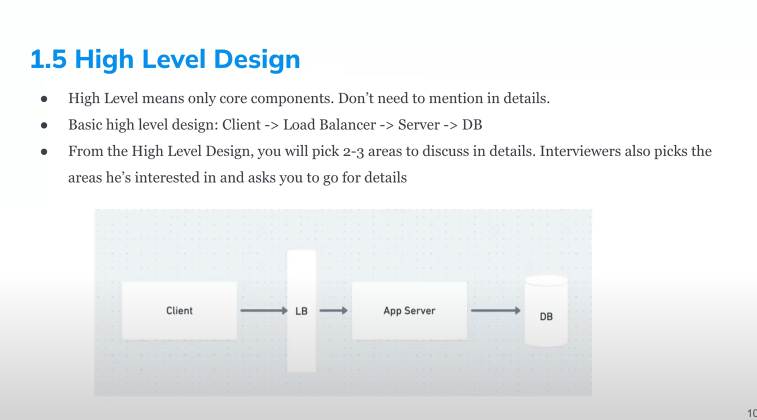 1.5 High Level Design
● High Level means only core components. Don’t need to mention in details.
● Basic high level design: Client -> Load Balancer -> Server -> DB
● From the High Level Design, you will pick 2-3 areas to discuss in details. Interviewers also picks the
areas he’s interested in and asks you to go for details
Client
LB
App Server
DB
10